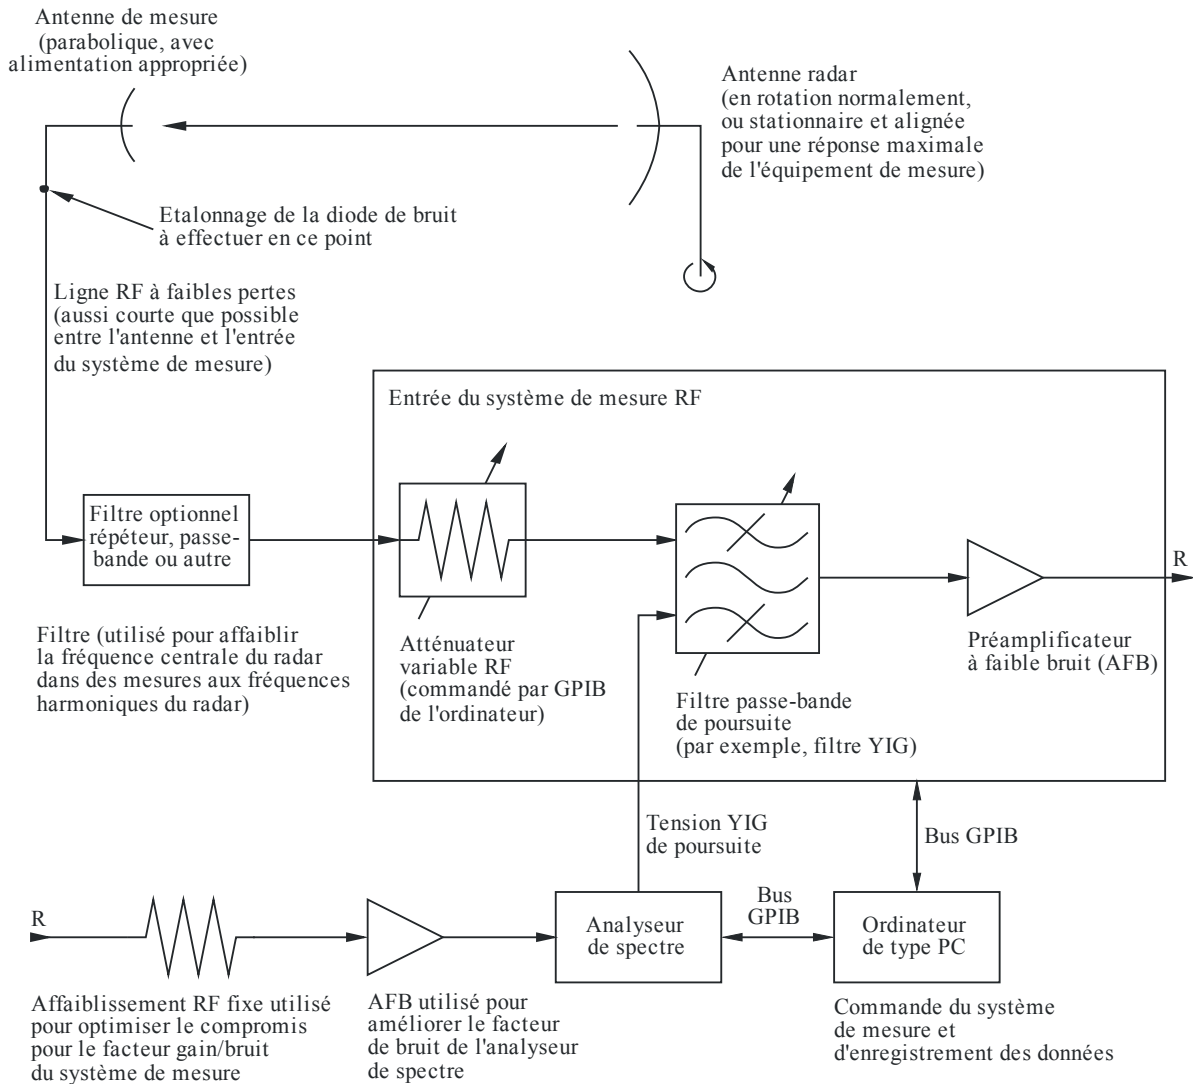 Antenne de mesure
(parabolique, avec
alimentation appropriée)
Antenne radar
(en rotation normalement,
ou stationnaire et alignée
pour une réponse maximale
de l'équipement de mesure)
Etalonnage de la diode de bruit
à effectuer en ce point
Ligne RF à faibles pertes
(aussi courte que possible
entre l'antenne et l'entrée
du système de mesure)
Entrée du système de mesure RF
Filtre optionnel
répéteur, passe-
bande ou autre
R
Filtre (utilisé pour affaiblir
la fréquence centrale du radar
dans des mesures aux fréquences
harmoniques du radar)
Atténuateur
variable RF
(commandé par GPIB
de l'ordinateur)
Filtre passe-bande
de poursuite
(par exemple, filtre YIG)
Préamplificateur
à faible bruit (AFB)
Tension YIG
de poursuite
Bus GPIB
R
Analyseur
de spectre
Bus
GPIB
Ordinateur
de type PC
Affaiblissement RF fixe utilisé
pour optimiser le compromis
pour le facteur gain/bruit
du système de mesure
AFB utilisé pour
améliorer le facteur
de bruit de l'analyseur
de spectre
Commande du système
de mesure et
d'enregistrement des données